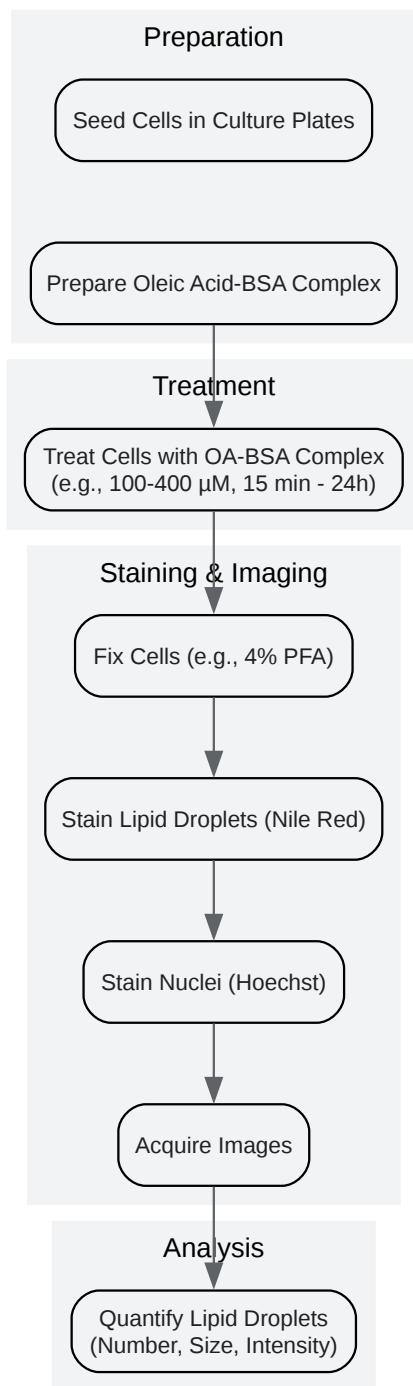 Preparation
Seed Cells in Culture Plates
Prepare Oleic Acid-BSA Complex
Treatment
Treat Cells with OA-BSA Complex
(e.g., 100-400 µM, 15 min - 24h)
Staining & Imaging
Fix Cells (e.g., 4% PFA)
Stain Lipid Droplets (Nile Red)
Stain Nuclei (Hoechst)
Acquire Images
Analysis
Quantify Lipid Droplets
(Number, Size, Intensity)